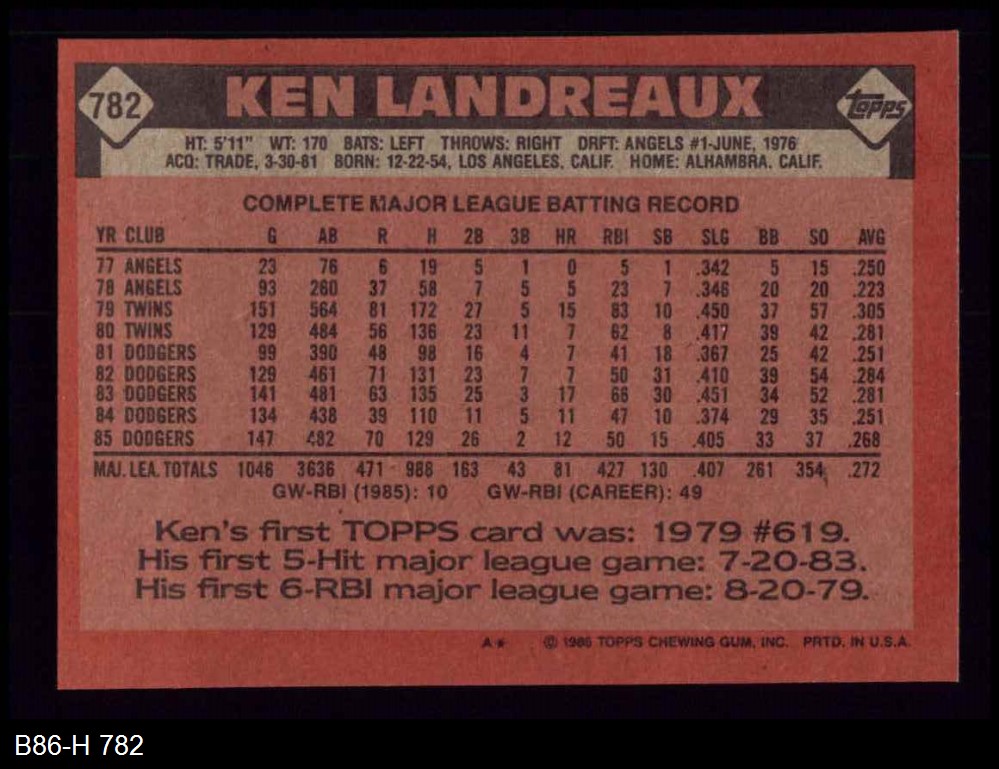 782 KEN LANDREAUX topps
HT: 5'11" WT: 170 BATS: LEFT THROWS: RIGHT DRFT: ANGELS #1-JUNE, 1976
ACQ: TRADE, 3-30-81 BORN: 12-22-54, LOS ANGELES, CALIF. HOME: ALHAMBRA, CALIF.
COMPLETE MAJOR LEAGUE BATTING RECORD
YR CLUB G AB R H 2B 3B HR RBI SB SLG BB SO AVG
77 ANGELS 23 76 6 19 5 1 0 5 1 .342 5 15 .250
78 ANGELS 93 260 37 58 7 5 5 23 7 .346 20 20 .223
79 TWINS 151 564 81 172 27 5 15 83 10 .450 37 57 .305
80 TWINS 129 484 56 136 23 11 7 62 8 .417 39 42 .281
81 DODGERS 99 390 48 98 16 4 7 41 18 .367 25 42 .251
82 DODGERS 129 461 71 131 23 7 7 50 31 .410 39 54 .284
83 DODGERS 141 481 63 135 25 3 17 66 30 .451 34 52 .281
84 DODGERS 134 438 39 110 11 5 11 47 10 .374 29 35 .251
85 DODGERS 147 482 70 129 26 2 12 50 15 .405 33 37 .268
MAJ. LEA. TOTALS 1046 3636 471 988 163 43 81 427 130 .407 261 354 .272
GW-RBI (1985): 10 GW-RBI (CAREER): 49
Ken's first TOPPS card was: 1979 #619.
His first 5-Hit major league game: 7-20-83.
His first 6-RBI major league game: 8-20-79.
A* © 1986 TOPPS CHEWING GUM, INC. PRTD. IN U.S.A.
B86-H 782